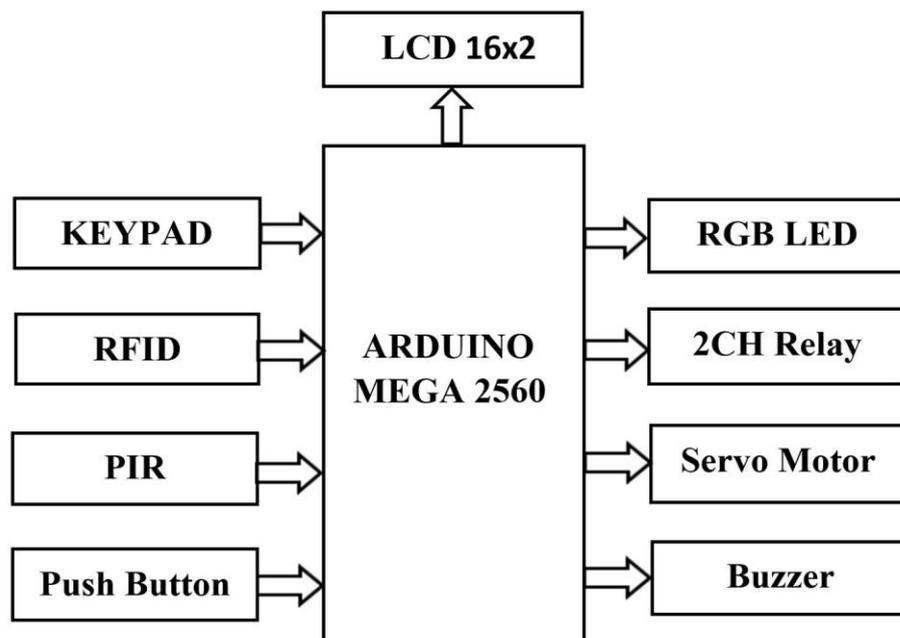 LCD 16x2
KEYPAD
RFID
PIR
Push Button
ARDUINO
MEGA 2560
RGB LED
2CH Relay
Servo Motor
Buzzer